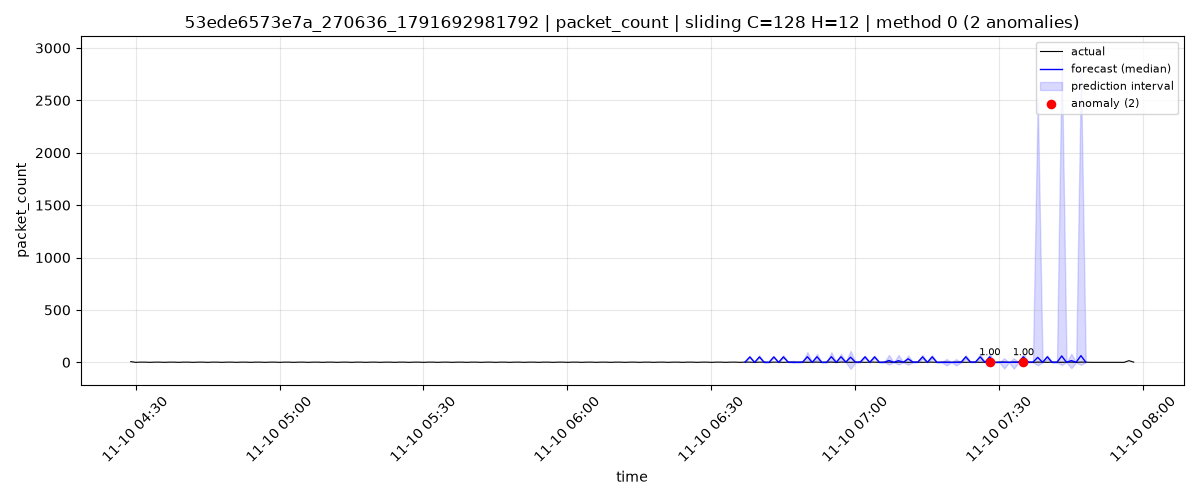 53ede6573e7a_270636_1791692981792 | packet_count | sliding C=128 H=12 | method 0 (2 anomalies)
packet_count
3000
2500
2000
1500
1000
500
0
actual
forecast (median)
prediction interval
anomaly (2)
1.00
1.00
11-10 04:30
11-10 05:00
11-10 05:30
11-10 06:00
11-10 06:30
11-10 07:00
11-10 07:30
11-10 08:00
time